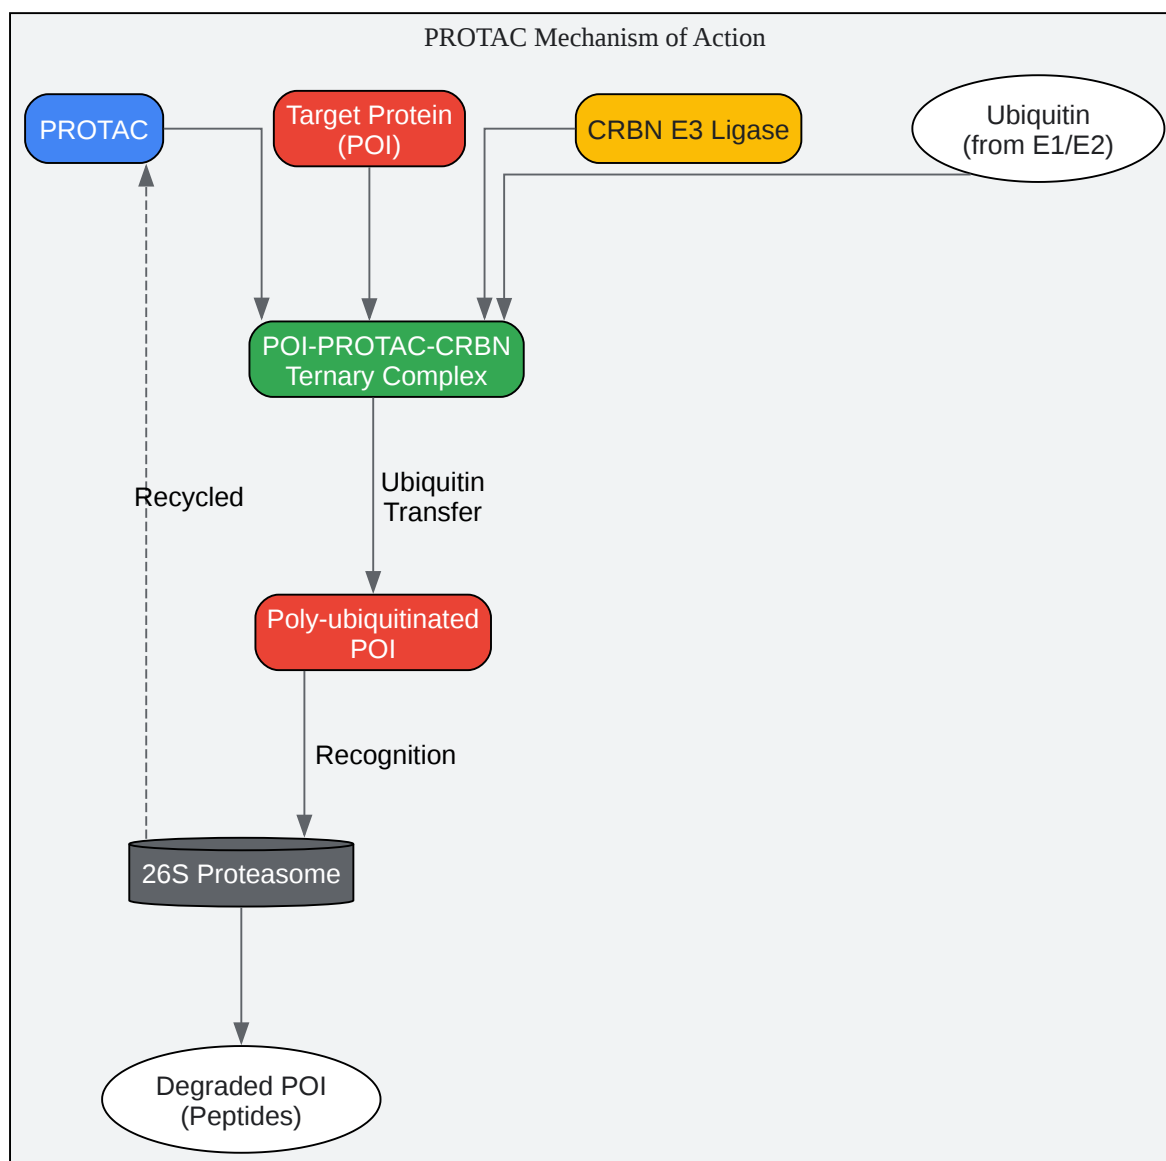 PROTAC Mechanism of Action
PROTAC
Target Protein
(POI)
CRBN E3 Ligase
Ubiquitin
(from E1/E2)
POI-PROTAC-CRBN
Ternary Complex
Ubiquitin
Transfer
Recycled
Poly-ubiquitinated
POI
Recognition
26S Proteasome
Degraded POI
(Peptides)